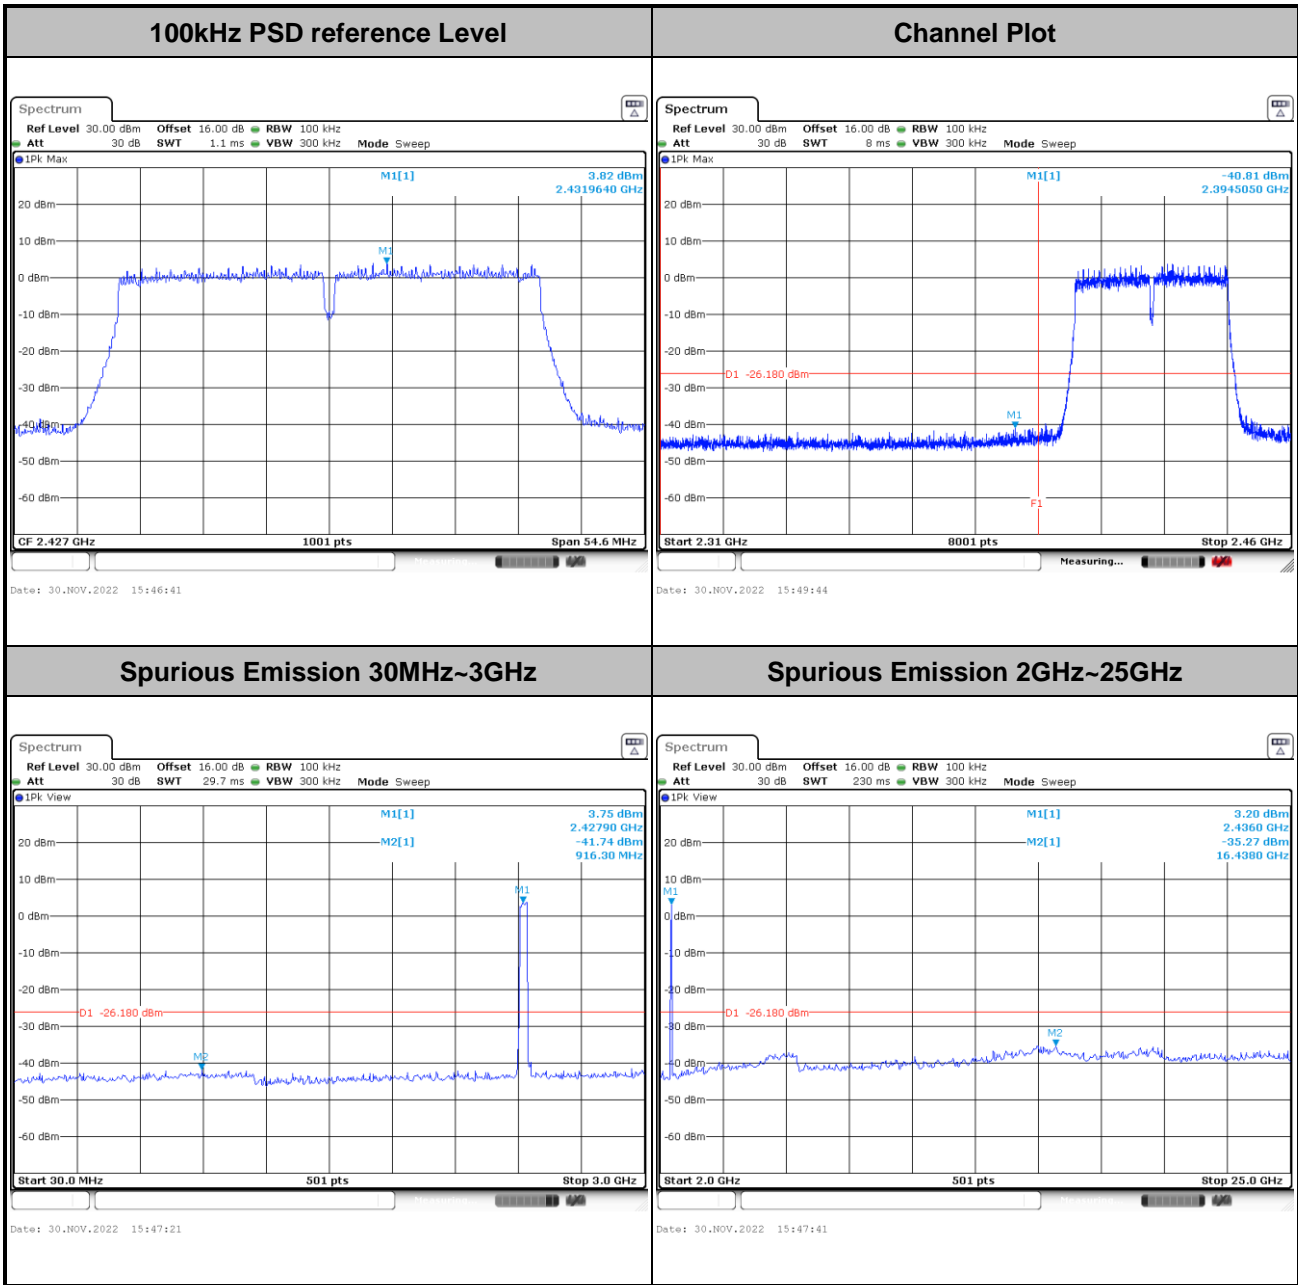 100kHz PSD reference Level
Spectrum
Ref Level 30.00 dBm Offset 16.00 dB RBW 100 kHz
Att 30 dB SWT 1.1 ms VBW 300 kHz Mode Sweep
1Pk Max
M1[1] 3.82 dBm
2.4319640 GHz
20 dBm
10 dBm
M1
0 dBm
-10 dBm
-20 dBm
-30 dBm
-40 dBm
-50 dBm
-60 dBm
CF 2.427 GHz 1001 pts Span 54.6 MHz
Measuring...
Date: 30.NOV.2022 15:46:41
Channel Plot
Spectrum
Ref Level 30.00 dBm Offset 16.00 dB RBW 100 kHz
Att 30 dB SWT 8 ms VBW 300 kHz Mode Sweep
1Pk Max
M1[1] -40.81 dBm
2.3945050 GHz
20 dBm
10 dBm
0 dBm
-10 dBm
-20 dBm
D1 -26.180 dBm
-30 dBm
M1
-40 dBm
-50 dBm
-60 dBm
F1
Start 2.31 GHz 8001 pts Stop 2.46 GHz
Measuring...
Date: 30.NOV.2022 15:49:44
Spurious Emission 30MHz~3GHz
Spectrum
Ref Level 30.00 dBm Offset 16.00 dB RBW 100 kHz
Att 30 dB SWT 29.7 ms VBW 300 kHz Mode Sweep
1Pk View
M1[1] 3.75 dBm
2.42790 GHz
20 dBm M2[1] -41.74 dBm
916.30 MHz
10 dBm
M1
0 dBm
-10 dBm
-20 dBm
D1 -26.180 dBm
-30 dBm
M2
-40 dBm
-50 dBm
-60 dBm
Start 30.0 MHz 501 pts Stop 3.0 GHz
Measuring...
Date: 30.NOV.2022 15:47:21
Spurious Emission 2GHz~25GHz
Spectrum
Ref Level 30.00 dBm Offset 16.00 dB RBW 100 kHz
Att 30 dB SWT 230 ms VBW 300 kHz Mode Sweep
1Pk View
M1[1] 3.20 dBm
2.4360 GHz
20 dBm M2[1] -35.27 dBm
16.4380 GHz
10 dBm
M1
0 dBm
-10 dBm
-20 dBm
D1 -26.180 dBm
-30 dBm
M2
-40 dBm
-50 dBm
-60 dBm
Start 2.0 GHz 501 pts Stop 25.0 GHz
Measuring...
Date: 30.NOV.2022 15:47:41